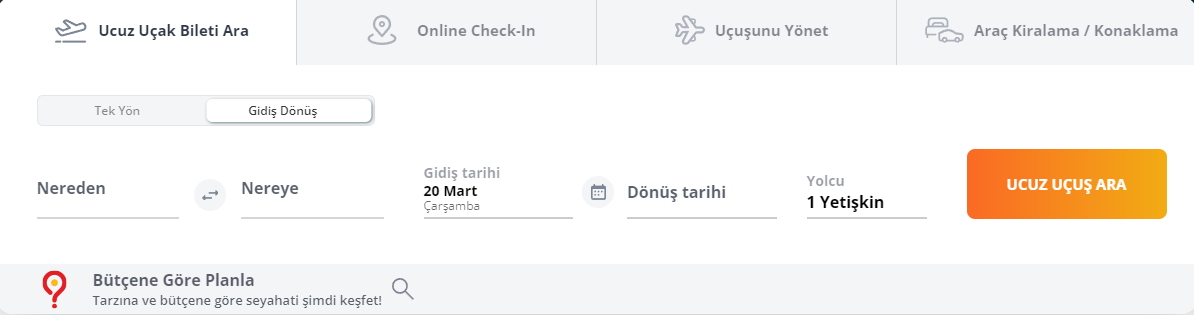 Ucuz Uçak Bileti Ara
Online Check-In
Uçuşunu Yönet
Araç Kiralama / Konaklama
Tek Yön
Gidiş Dönüş
Nereden
Nereye
Gidiş tarihi
20 Mart
Çarşamba
Dönüş tarihi
Yolcu
1 Yetişkin
UCUZ UÇUŞ ARA
Bütçene Göre Planla
Tarzına ve bütçene göre seyahati şimdi keşfet!